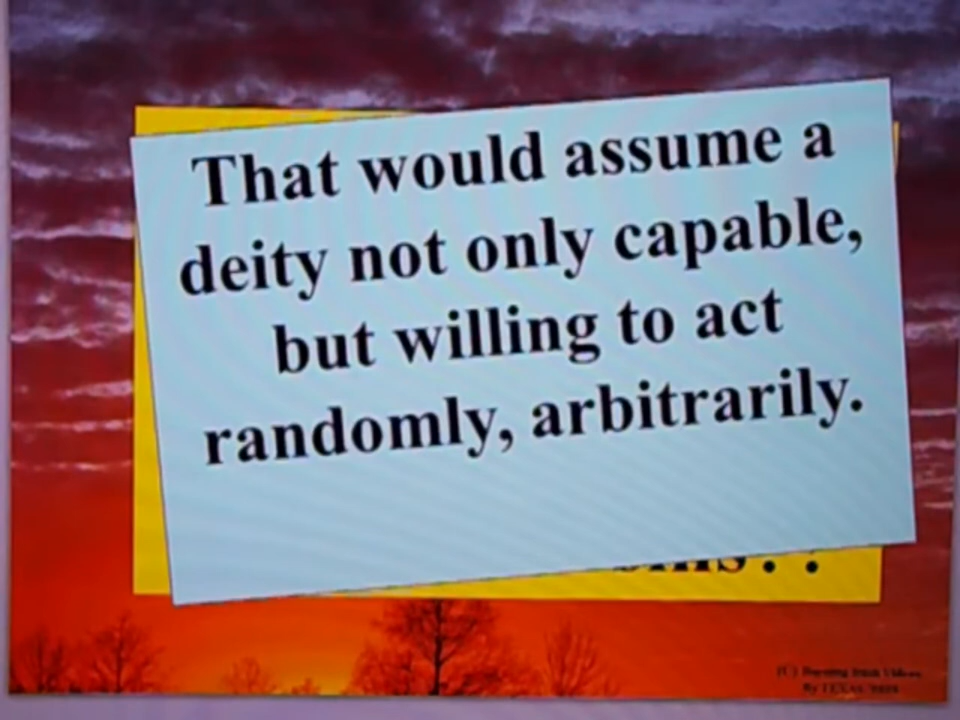 That would assume a
deity not only capable,
but willing to act
randomly, arbitrarily.